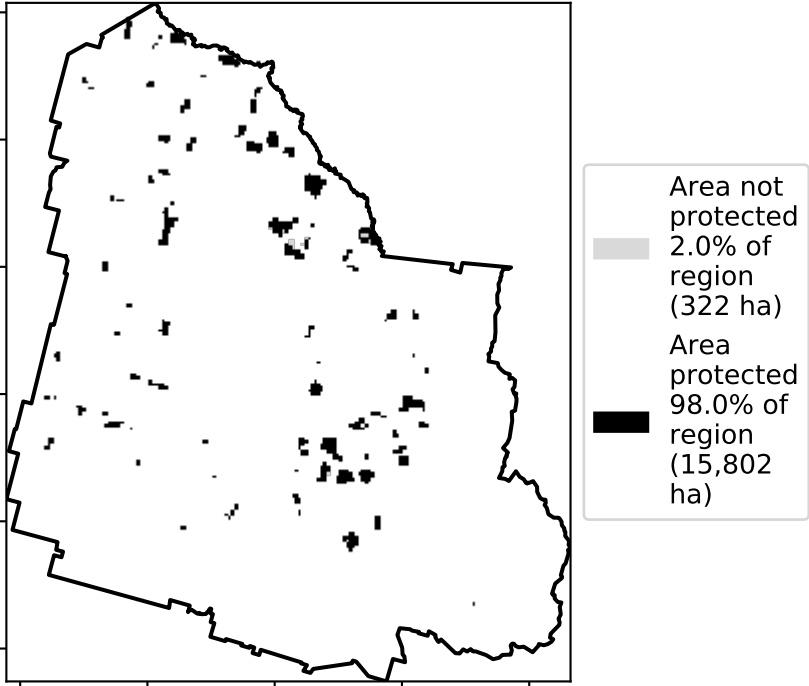 Area not
protected
2.0% of
region
(322 ha)
Area
protected
98.0% of
region
(15,802
ha)